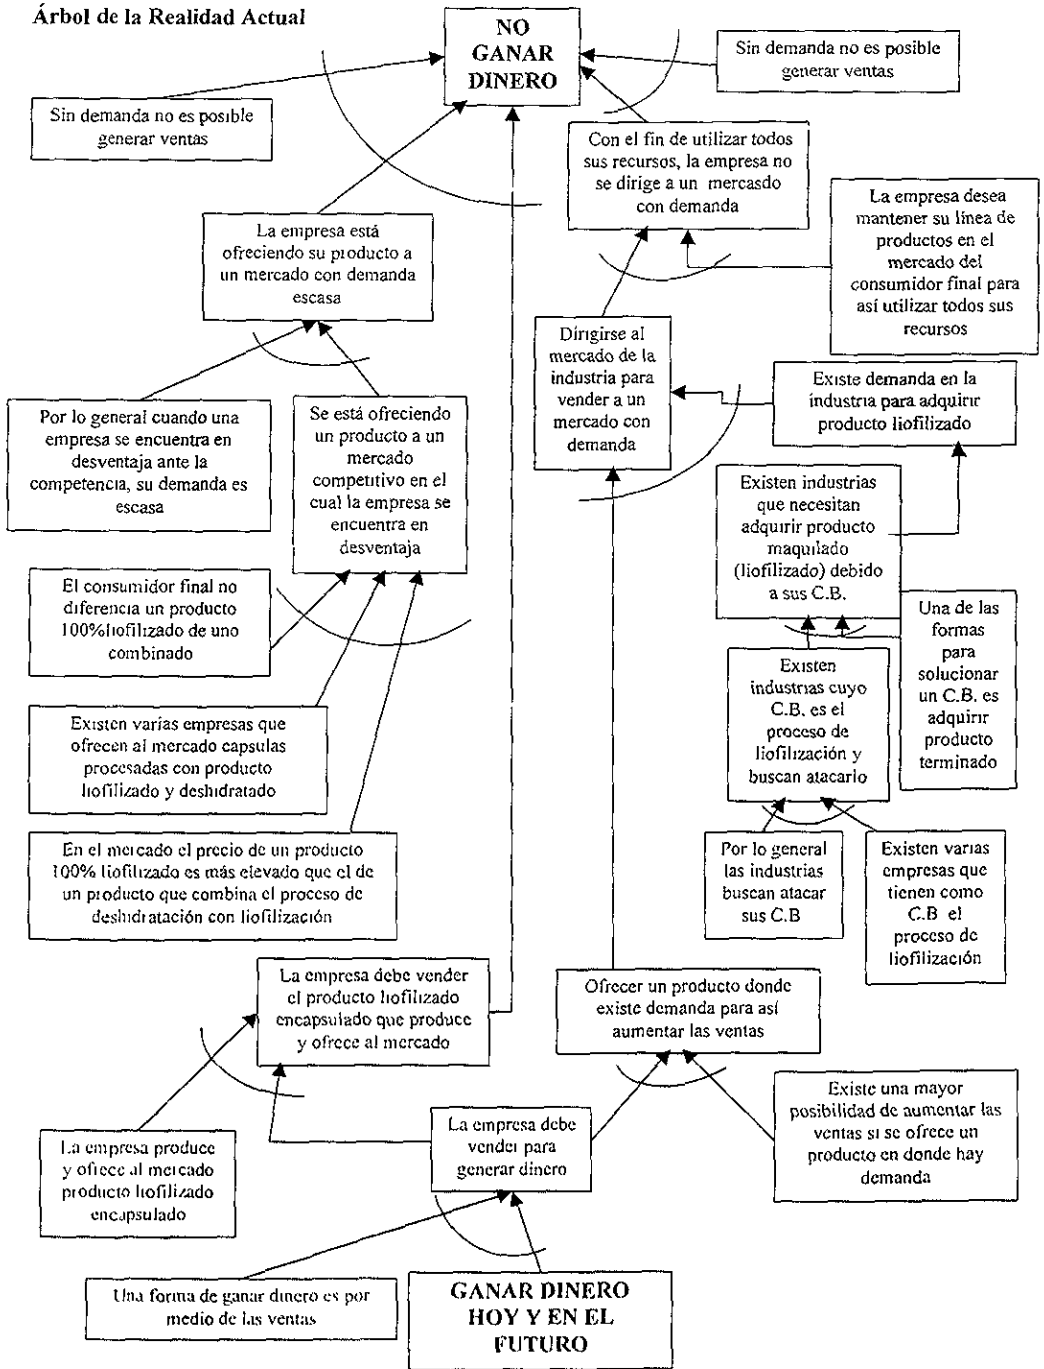 Árbol de la Realidad Actual
NO
GANAR
DINERO
Sin demanda no es posible
generar ventas
Sin demanda no es posible
generar ventas
Con el fin de utilizar todos
sus recursos, la empresa no
se dirige a un mercasdo
con demanda
La empresa desea
mantener su línea de
productos en el
mercado del
consumidor final para
así utilizar todos sus
recursos
La empresa está
ofreciendo su producto a
un mercado con demanda
escasa
Dirigirse al
mercado de la
industria para
vender a un
mercado con
demanda
Existe demanda en la
industria para adquirir
producto liofilizado
Por lo general cuando una
empresa se encuentra en
desventaja ante la
competencia, su demanda es
escasa
Se está ofreciendo
un producto a un
mercado
competitivo en el
cual la empresa se
encuentra en
desventaja
Existen industrias
que necesitan
adquirir producto
maquilado
(liofilizado) debido
a sus C.B.
El consumidor final no
diferencia un producto
100%liofilizado de uno
combinado
Una de las
formas
para
solucionar
un C.B. es
adquirir
producto
terminado
Existen
industrias cuyo
C.B. es el
proceso de
liofilización y
buscan atacarlo
Existen varias empresas que
ofrecen al mercado capsulas
procesadas con producto
liofilizado y deshidratado
En el mercado el precio de un producto
100% liofilizado es más elevado que el de
un producto que combina el proceso de
deshidratación con liofilización
Por lo general
las industrias
buscan atacar
sus C.B
Existen varias
empresas que
tienen como
C.B el
proceso de
liofilización
La empresa debe vender
el producto liofilizado
encapsulado que produce
y ofrece al mercado
Ofrecer un producto donde
existe demanda para así
aumentar las ventas
La empresa produce
y ofrece al mercado
producto liofilizado
encapsulado
La empresa debe
vender para
generar dinero
Existe una mayor
posibilidad de aumentar las
ventas si se ofrece un
producto en donde hay
demanda
Una forma de ganar dinero es por
medio de las ventas
GANAR DINERO
HOY Y EN EL
FUTURO